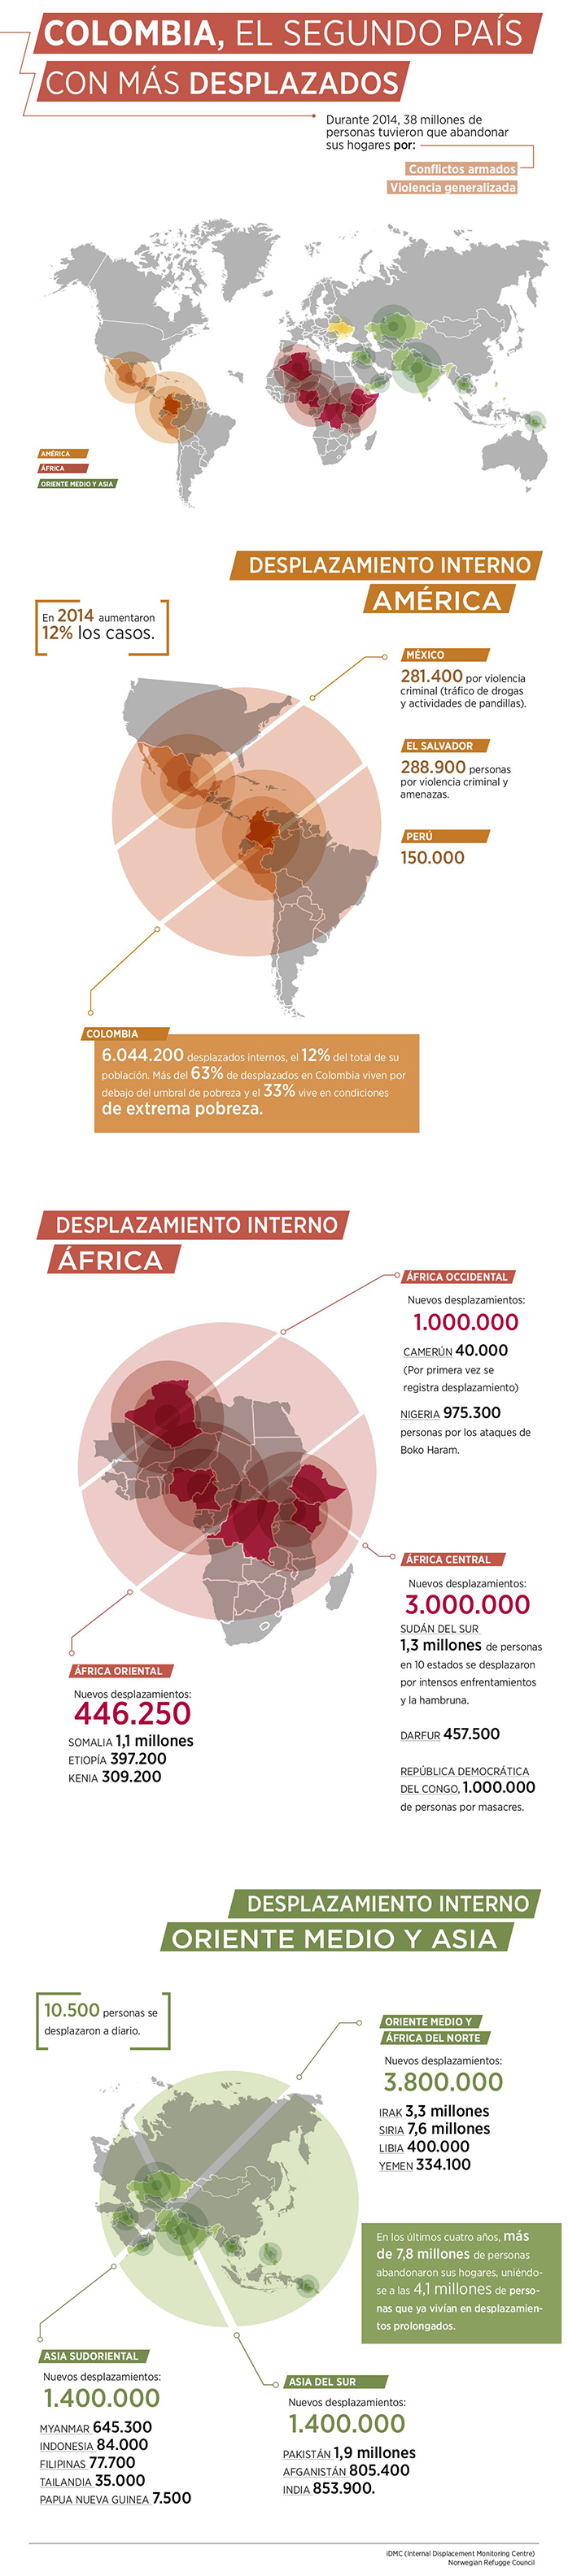 COLOMBIA, EL SEGUNDO PAÍS
CON MÁS DESPLAZADOS
Durante 2014, 38 millones de
personas tuvieron que abandonar
sus hogares por:
Conflictos armados
Violencia generalizada
AMÉRICA
ÁFRICA
ORIENTE MEDIO Y ASIA
DESPLAZAMIENTO INTERNO
AMÉRICA
En 2014 aumentaron
12% los casos.
MÉXICO
281.400 por violencia
criminal (tráfico de drogas
y actividades de pandillas).
EL SALVADOR
288.900 personas
por violencia criminal y
amenazas.
PERÚ
150.000
COLOMBIA
6.044.200 desplazados internos, el 12% del total de su
población. Más del 63% de desplazados en Colombia viven por
debajo del umbral de pobreza y el 33% vive en condiciones
de extrema pobreza.
DESPLAZAMIENTO INTERNO
ÁFRICA
ÁFRICA OCCIDENTAL
Nuevos desplazamientos:
1.000.000
CAMERÚN 40.000
(Por primera vez se
registra desplazamiento)
NIGERIA 975.300
personas por los ataques de
Boko Haram.
ÁFRICA CENTRAL
Nuevos desplazamientos:
3.000.000
SUDÁN DEL SUR
1,3 millones de personas
en 10 estados se desplazaron
por intensos enfrentamientos
y la hambruna.
DARFUR 457.500
REPÚBLICA DEMOCRÁTICA
DEL CONGO, 1.000.000
de personas por masacres.
ÁFRICA ORIENTAL
Nuevos desplazamientos:
446.250
SOMALIA 1,1 millones
ETIOPÍA 397.200
KENIA 309.200
DESPLAZAMIENTO INTERNO
ORIENTE MEDIO Y ASIA
10.500 personas se
desplazaron a diario.
ORIENTE MEDIO Y
ÁFRICA DEL NORTE
Nuevos desplazamientos:
3.800.000
IRAK 3,3 millones
SIRIA 7,6 millones
LIBIA 400.000
YEMEN 334.100
En los últimos cuatro años, más
de 7,8 millones de personas
abandonaron sus hogares, uniéndo-
se a las 4,1 millones de perso-
nas que ya vivían en desplazamien-
tos prolongados.
ASIA SUDORIENTAL
Nuevos desplazamientos:
1.400.000
MYANMAR 645.300
INDONESIA 84.000
FILIPINAS 77.700
TAILANDIA 35.000
PAPUA NUEVA GUINEA 7.500
ASIA DEL SUR
Nuevos desplazamientos:
1.400.000
PAKISTÁN 1,9 millones
AFGANISTÁN 805.400
INDIA 853.900.
iDMC (Internal Displacement Monitoring Centre)
Norwegian Refugge Council